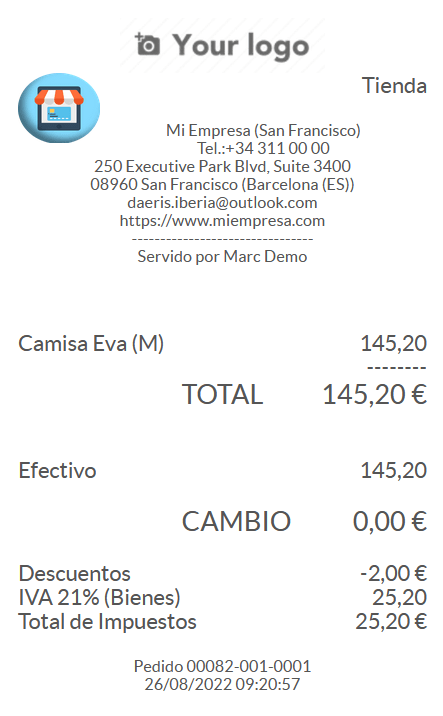 Your logo
Tienda
Mi Empresa (San Francisco)
Tel.:+34 311 00 00
250 Executive Park Blvd, Suite 3400
08960 San Francisco (Barcelona (ES))
daeris.iberia@outlook.com
https://www.miempresa.com
--------------------------------
Servido por Marc Demo
Camisa Eva (M) 145,20
--------
TOTAL 145,20 €
Efectivo 145,20
CAMBIO 0,00 €
Descuentos -2,00 €
IVA 21% (Bienes) 25,20
Total de Impuestos 25,20 €
Pedido 00082-001-0001
26/08/2022 09:20:57